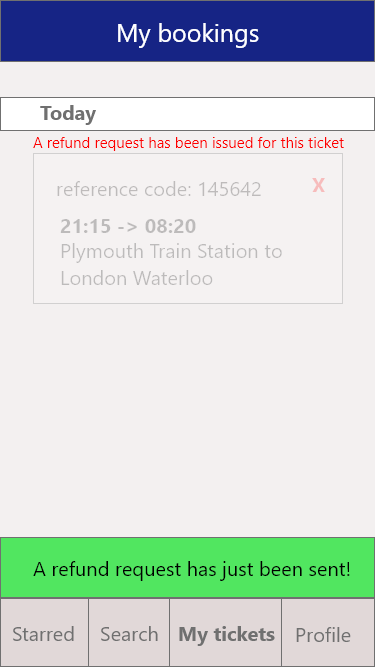 My bookings
Today
A refund request has been issued for this ticket
reference code: 145642
X
21:15 -> 08:20
Plymouth Train Station to
London Waterloo
A refund request has just been sent!
Starred
Search
My tickets
Profile